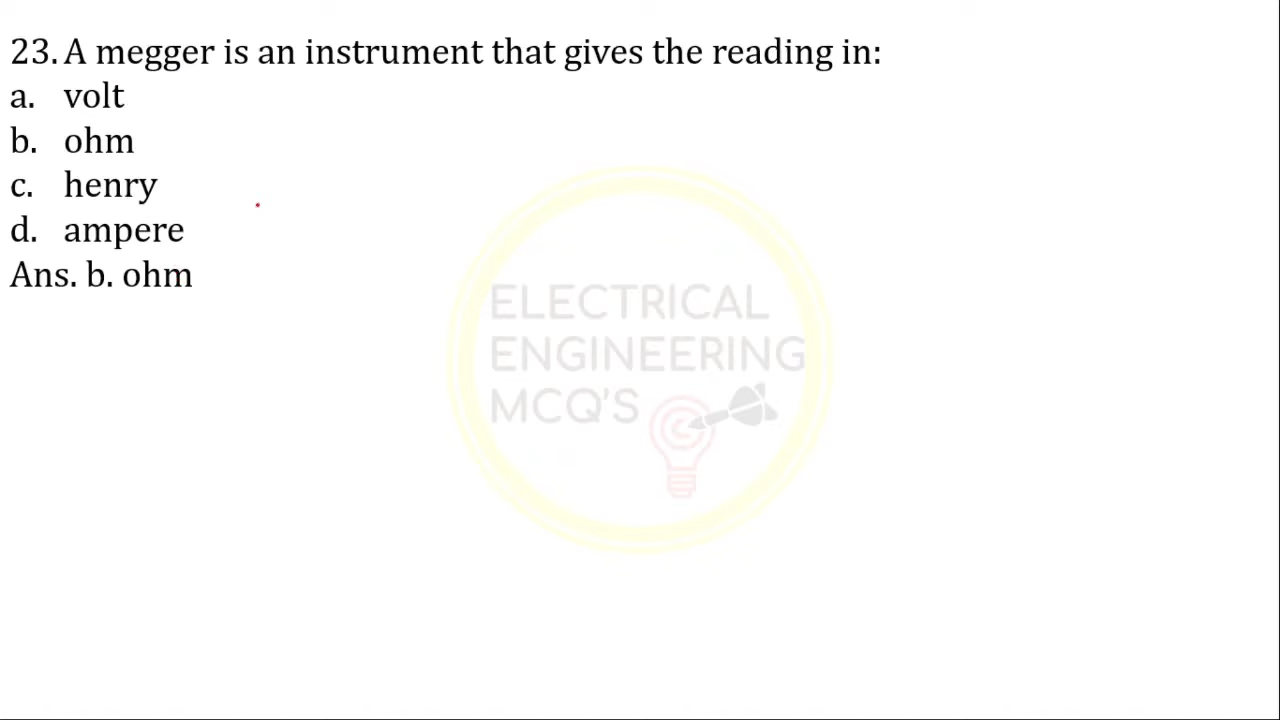 23. A megger is an instrument that gives the reading in:
a. volt
b. ohm
c. henry
d. ampere
Ans. b. ohm
ELECTRICAL
ENGINEERING
MCQ'S